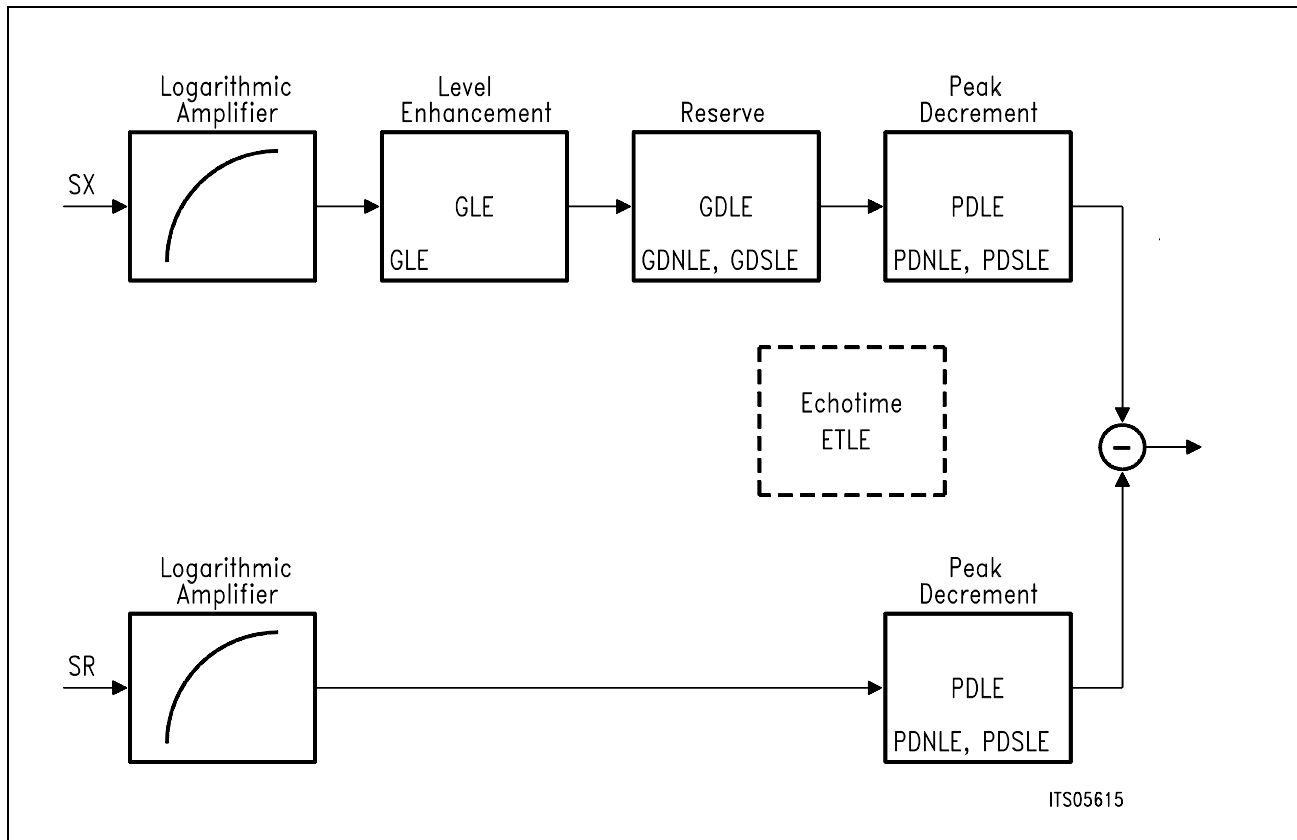 Logarithmic
Amplifier
Level
Enhancement
Reserve
Peak
Decrement
SX
GLE
GLE
GDLE
GDNLE, GDSLE
PDLE
PDNLE, PDSLE
Echotime
ETLE
−
Logarithmic
Amplifier
Peak
Decrement
SR
PDLE
PDNLE, PDSLE
ITS05615